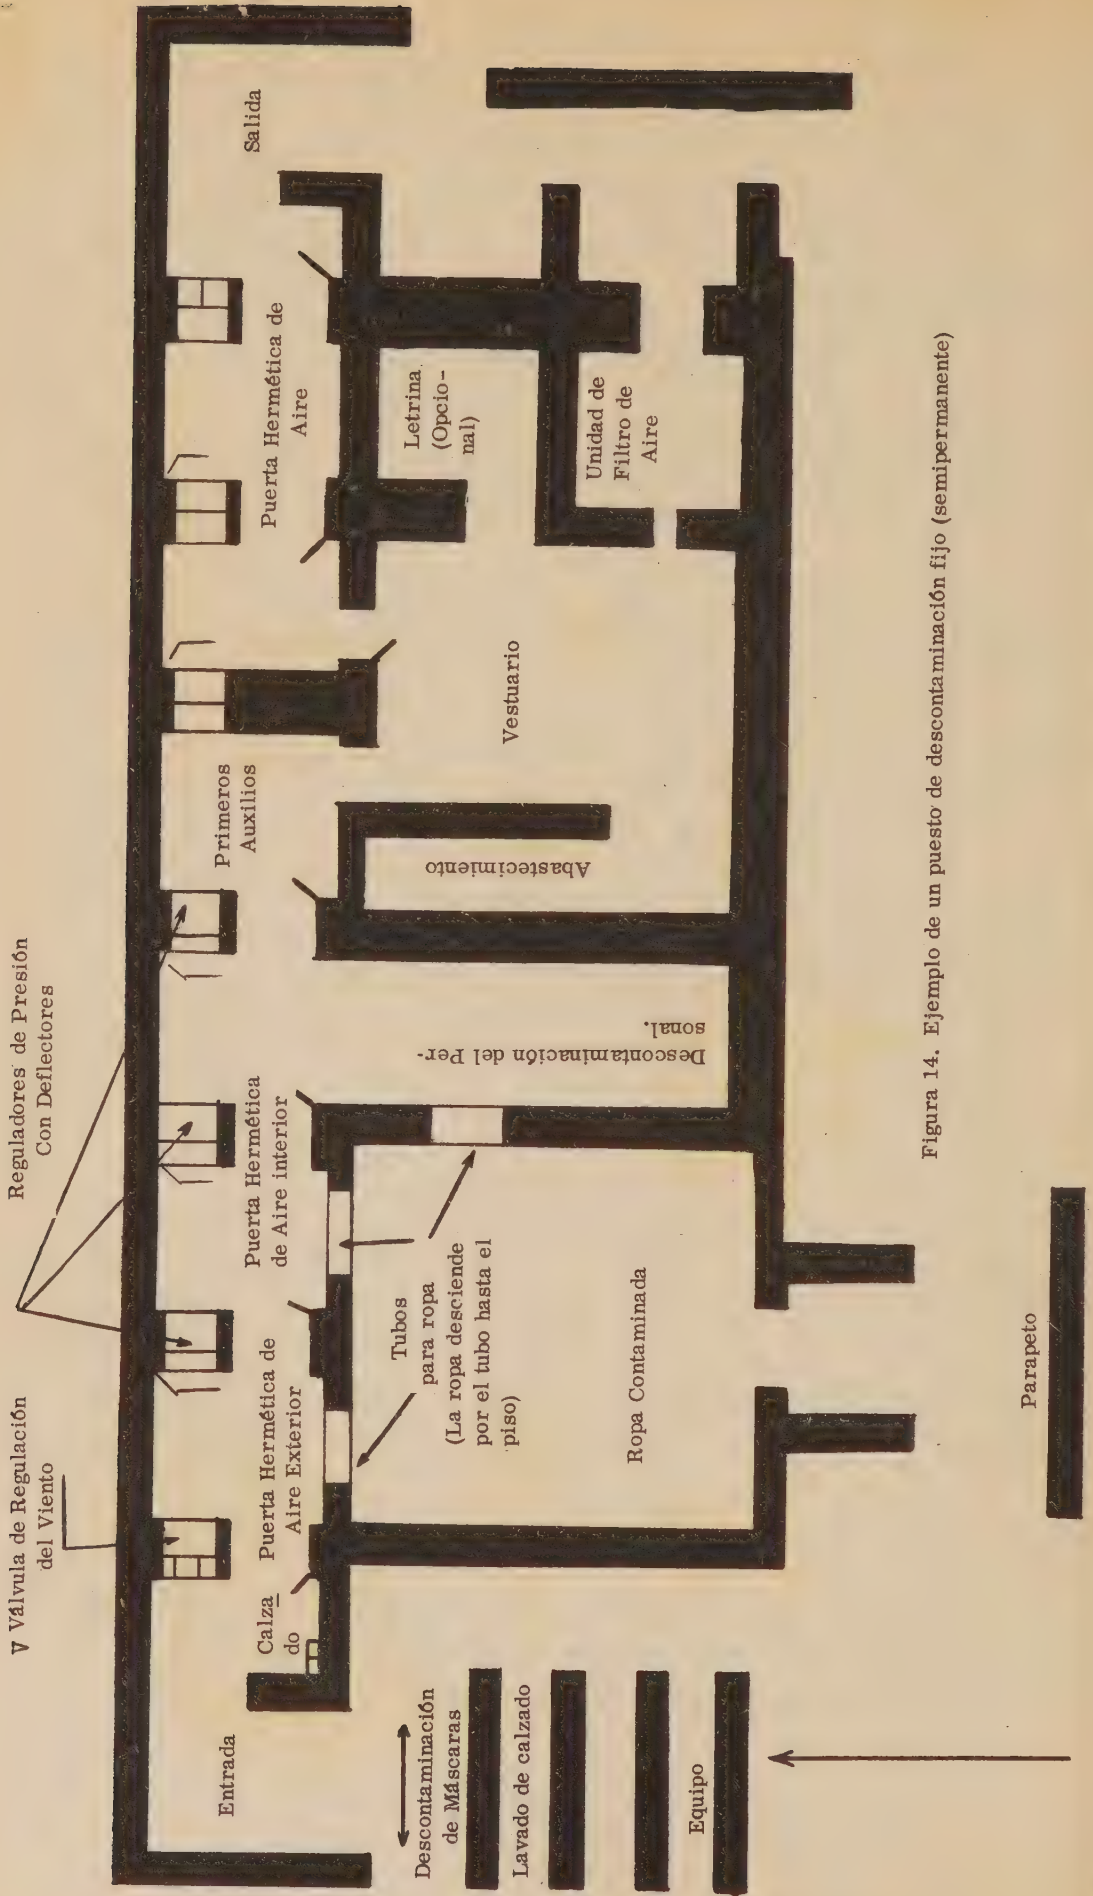 V Válvula de Regulación
del Viento
Reguladores de Presión
Con Deflectores
Entrada
Calza
do
Puerta Hermética de
Aire Exterior
Puerta Hermética
de Aire interior
Primeros
Auxilios
Puerta Hermética de
Aire
Salida
Descontaminación
de Máscaras
Lavado de calzado
Equipo
Tubos
para ropa
(La ropa desciende
por el tubo hasta el
piso)
Ropa Contaminada
Descontaminación del Per-
sonal.
Abastecimiento
Vestuario
Letrina
(Opcio-
nal)
Unidad de
Filtro de
Aire
Parapeto
Figura 14. Ejemplo de un puesto de descontaminación fijo (semipermanente)